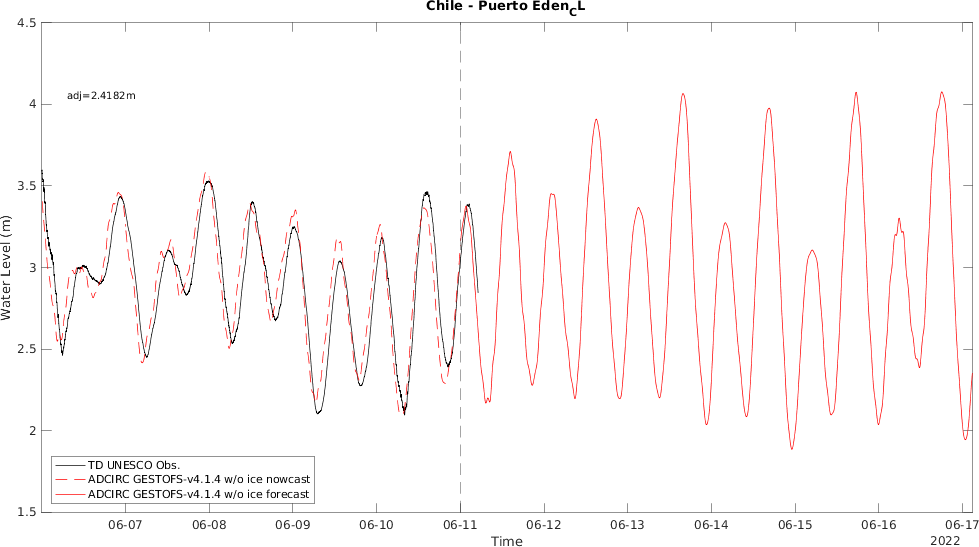 Chile - Puerto Eden_CL
4.5
adj=2.4182m
4
3.5
3
2.5
2
1.5
Water Level (m)
TD UNESCO Obs.
ADCIRC GESTOFS-v4.1.4 w/o ice nowcast
ADCIRC GESTOFS-v4.1.4 w/o ice forecast
06-07 06-08 06-09 06-10 06-11 06-12 06-13 06-14 06-15 06-16 06-17
Time
2022